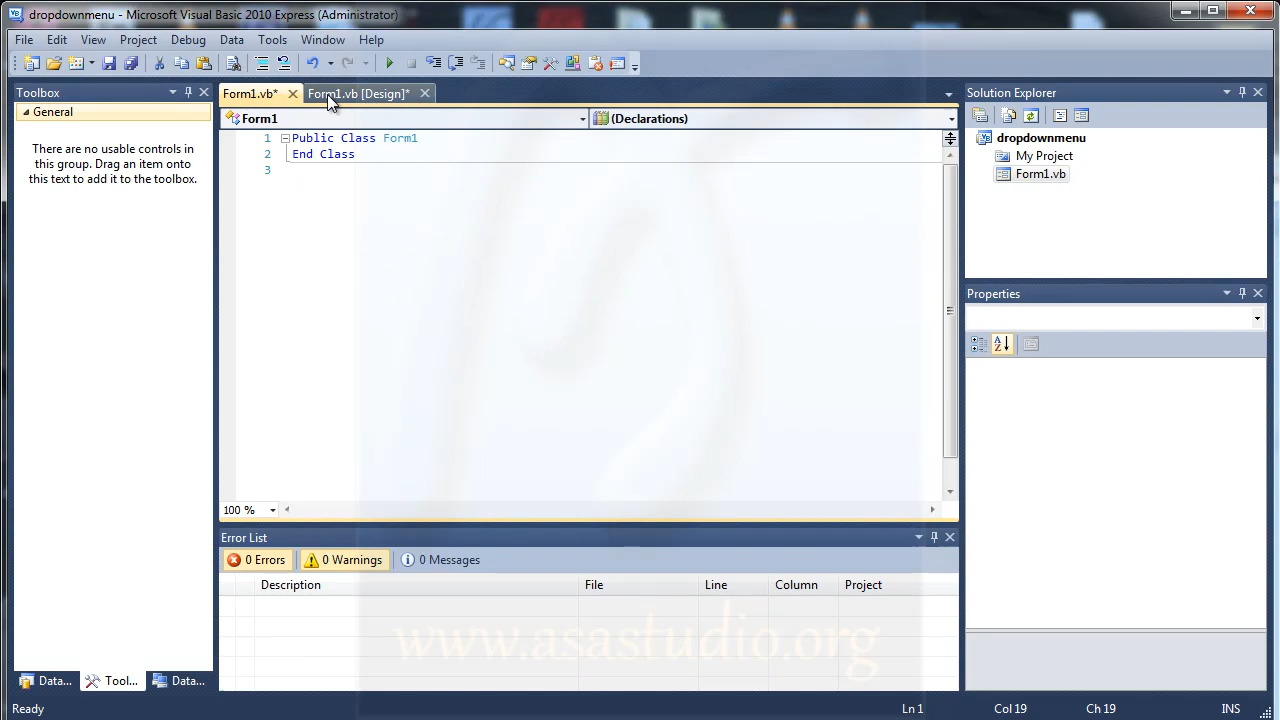 dropdownmenu - Microsoft Visual Basic 2010 Express (Administrator)
File Edit View Project Debug Data Tools Window Help
Toolbox
General
There are no usable controls in
this group. Drag an item onto
this text to add it to the toolbox.
Data... Tool... Data...
Form1.vb* Form1.vb [Design]*
Form1 (Declarations)
1 Public Class Form1
2 End Class
3
100 %
Error List
0 Errors 0 Warnings 0 Messages
Description File Line Column Project
www.asastudio.org
Solution Explorer
dropdownmenu
My Project
Form1.vb
Properties
Ready Ln 1 Col 19 Ch 19 INS